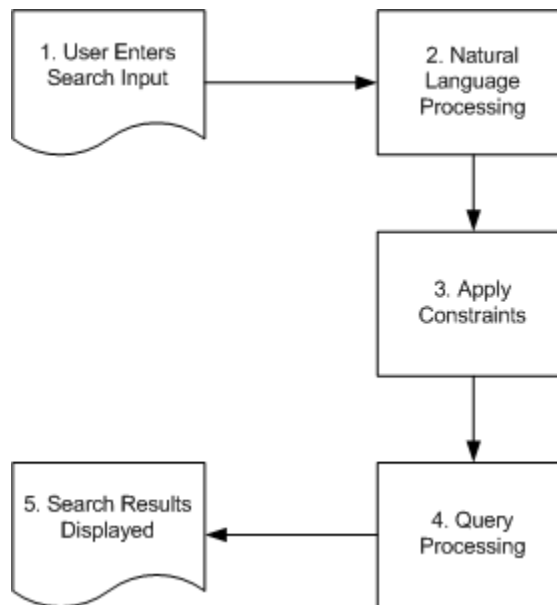 1. User Enters
Search Input
2. Natural
Language
Processing
3. Apply
Constraints
4. Query
Processing
5. Search Results
Displayed